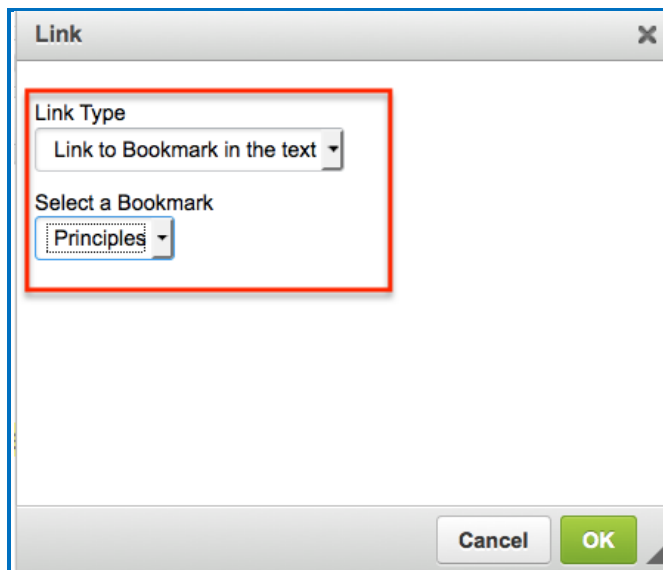 Link
Link Type
Link to Bookmark in the text
Select a Bookmark
Principles
Cancel
OK